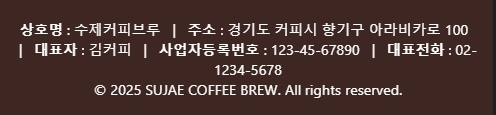 상호명 : 수제커피브루 | 주소 : 경기도 커피시 향기구 아라비카로 100
| 대표자 : 김커피 | 사업자등록번호 : 123-45-67890 | 대표전화 : 02-
1234-5678
© 2025 SUJAE COFFEE BREW. All rights reserved.